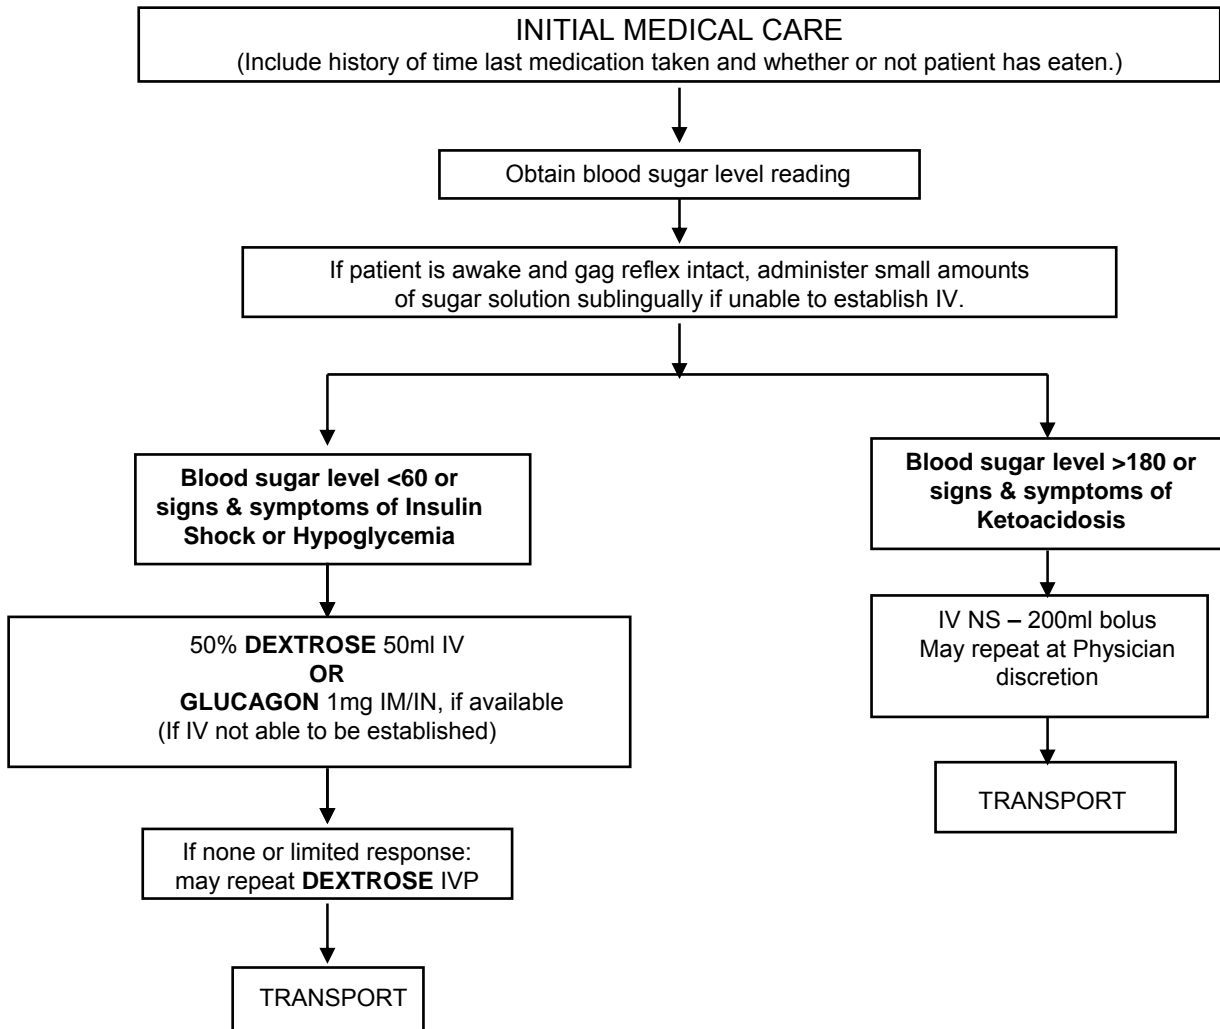 INITIAL MEDICAL CARE
(Include history of time last medication taken and whether or not patient has eaten.)
Obtain blood sugar level reading
If patient is awake and gag reflex intact, administer small amounts
of sugar solution sublingually if unable to establish IV.
Blood sugar level <60 or
signs & symptoms of Insulin
Shock or Hypoglycemia
Blood sugar level >180 or
signs & symptoms of
Ketoacidosis
50% DEXTROSE 50ml IV
OR
GLUCAGON 1mg IM/IN, if available
(If IV not able to be established)
IV NS – 200ml bolus
May repeat at Physician
discretion
If none or limited response:
may repeat DEXTROSE IVP
TRANSPORT
TRANSPORT